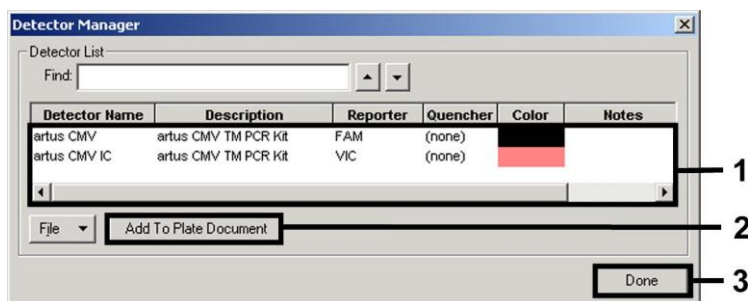 Detector Manager
Detector List
Find:
Detector Name Description Reporter Quencher Color Notes
artus CMV artus CMV TM PCR Kit FAM (none)
artus CMV IC artus CMV TM PCR Kit VIC (none)
1
File Add To Plate Document 2
Done 3